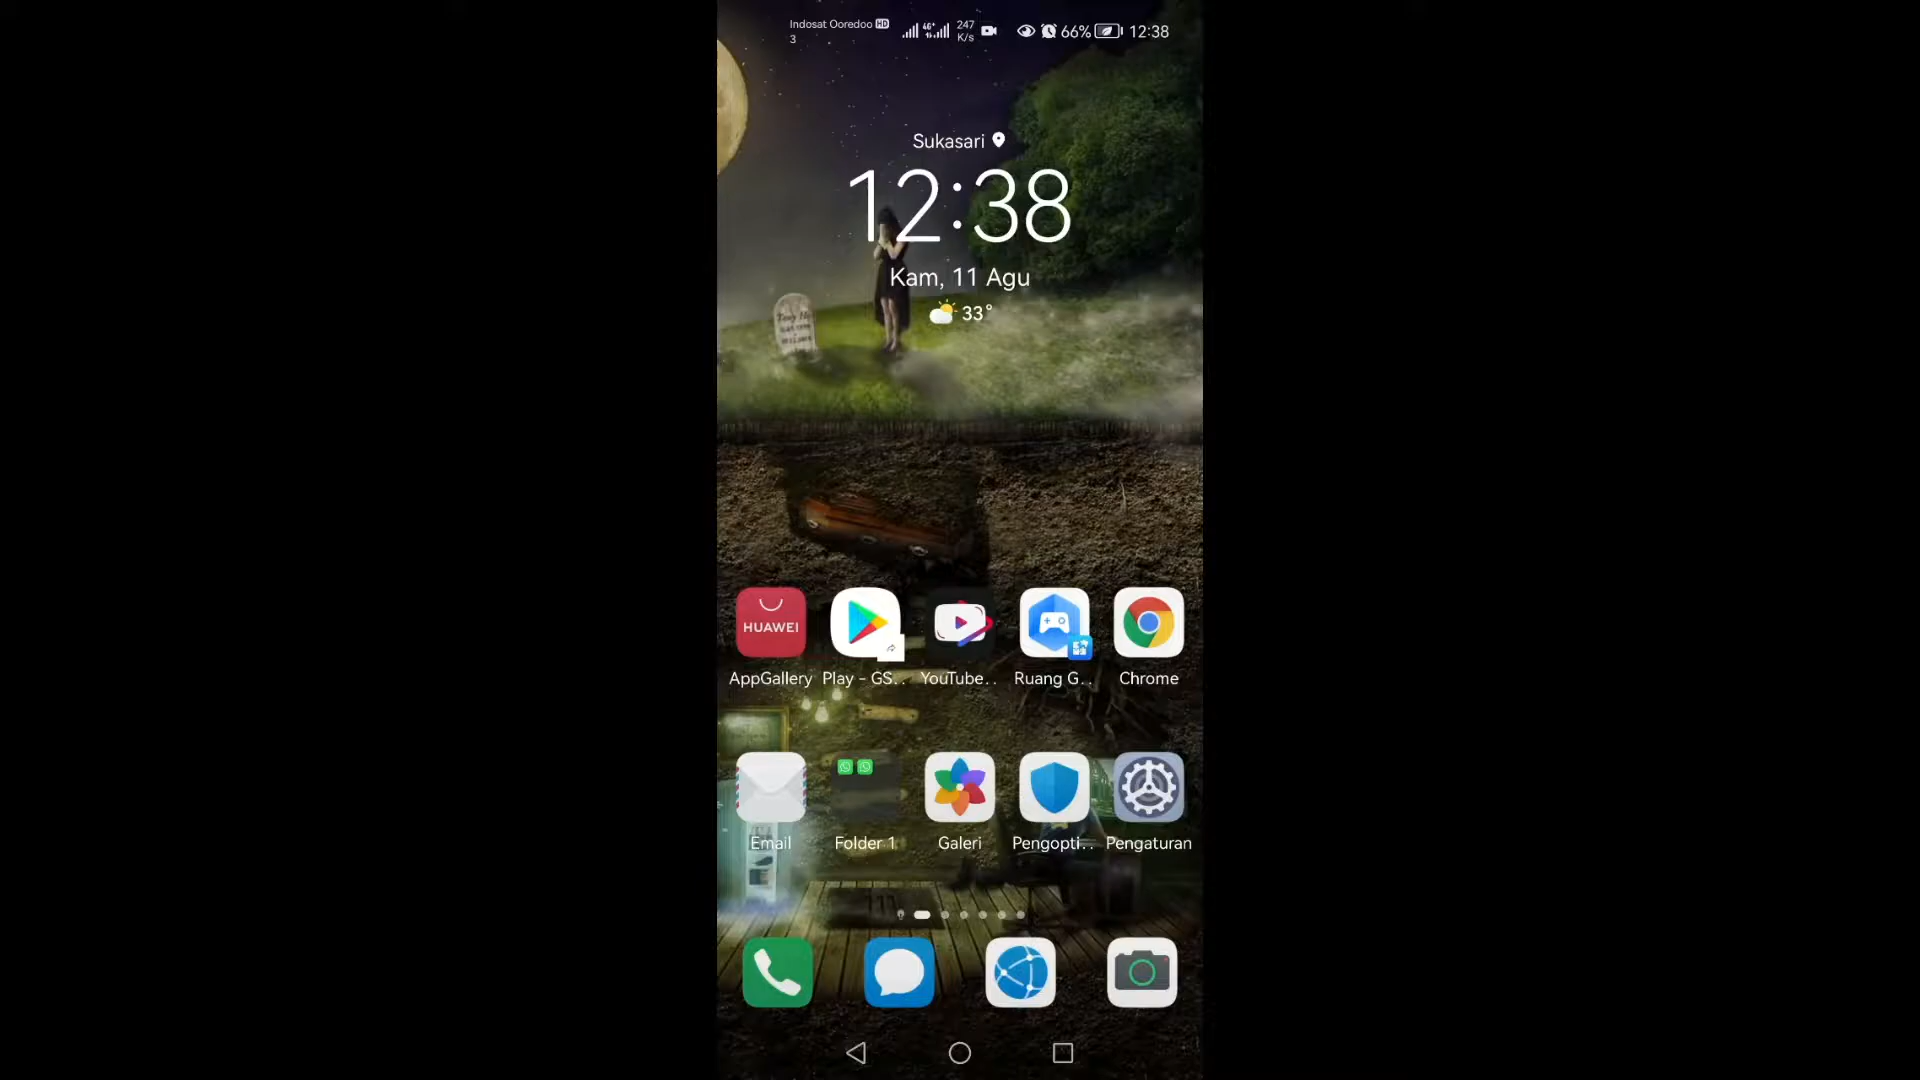 Indosat Ooredoo HD
3
4G+
247
K/s
66%
12:38
Sukasari
12:38
Kam, 11 Agu
33°
HUAWEI
AppGallery
Play - GS..
YouTube..
Ruang G..
Chrome
Email
Folder 1
Galeri
Pengopti..
Pengaturan